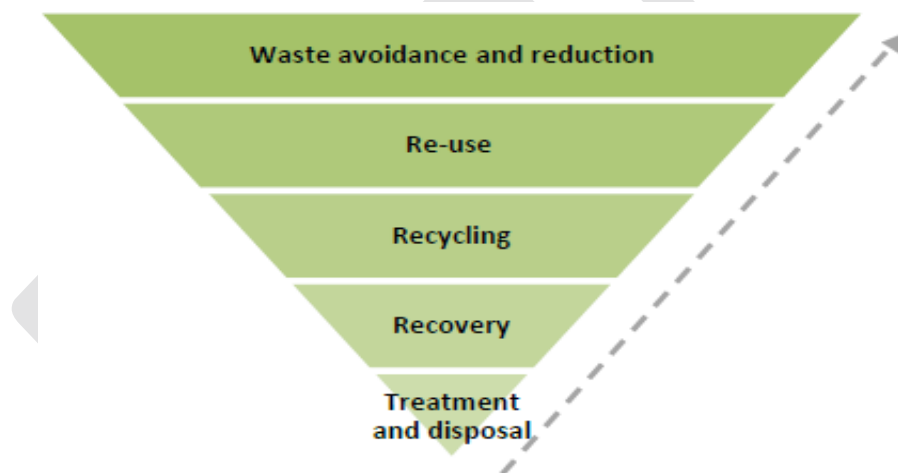 Waste avoidance and reduction
Re-use
Recycling
Recovery
Treatment
and disposal